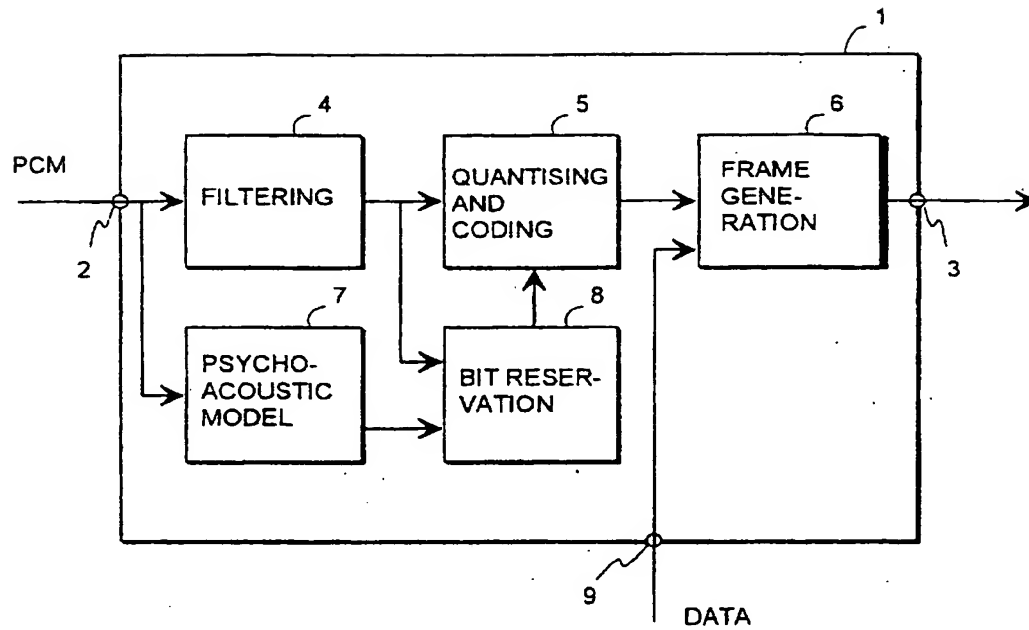 1
4
5
6
PCM
FILTERING
QUANTISING
AND
CODING
FRAME
GENE-
RATION
2
3
7
8
PSYCHO-
ACOUSTIC
MODEL
BIT RESER-
VATION
9
DATA